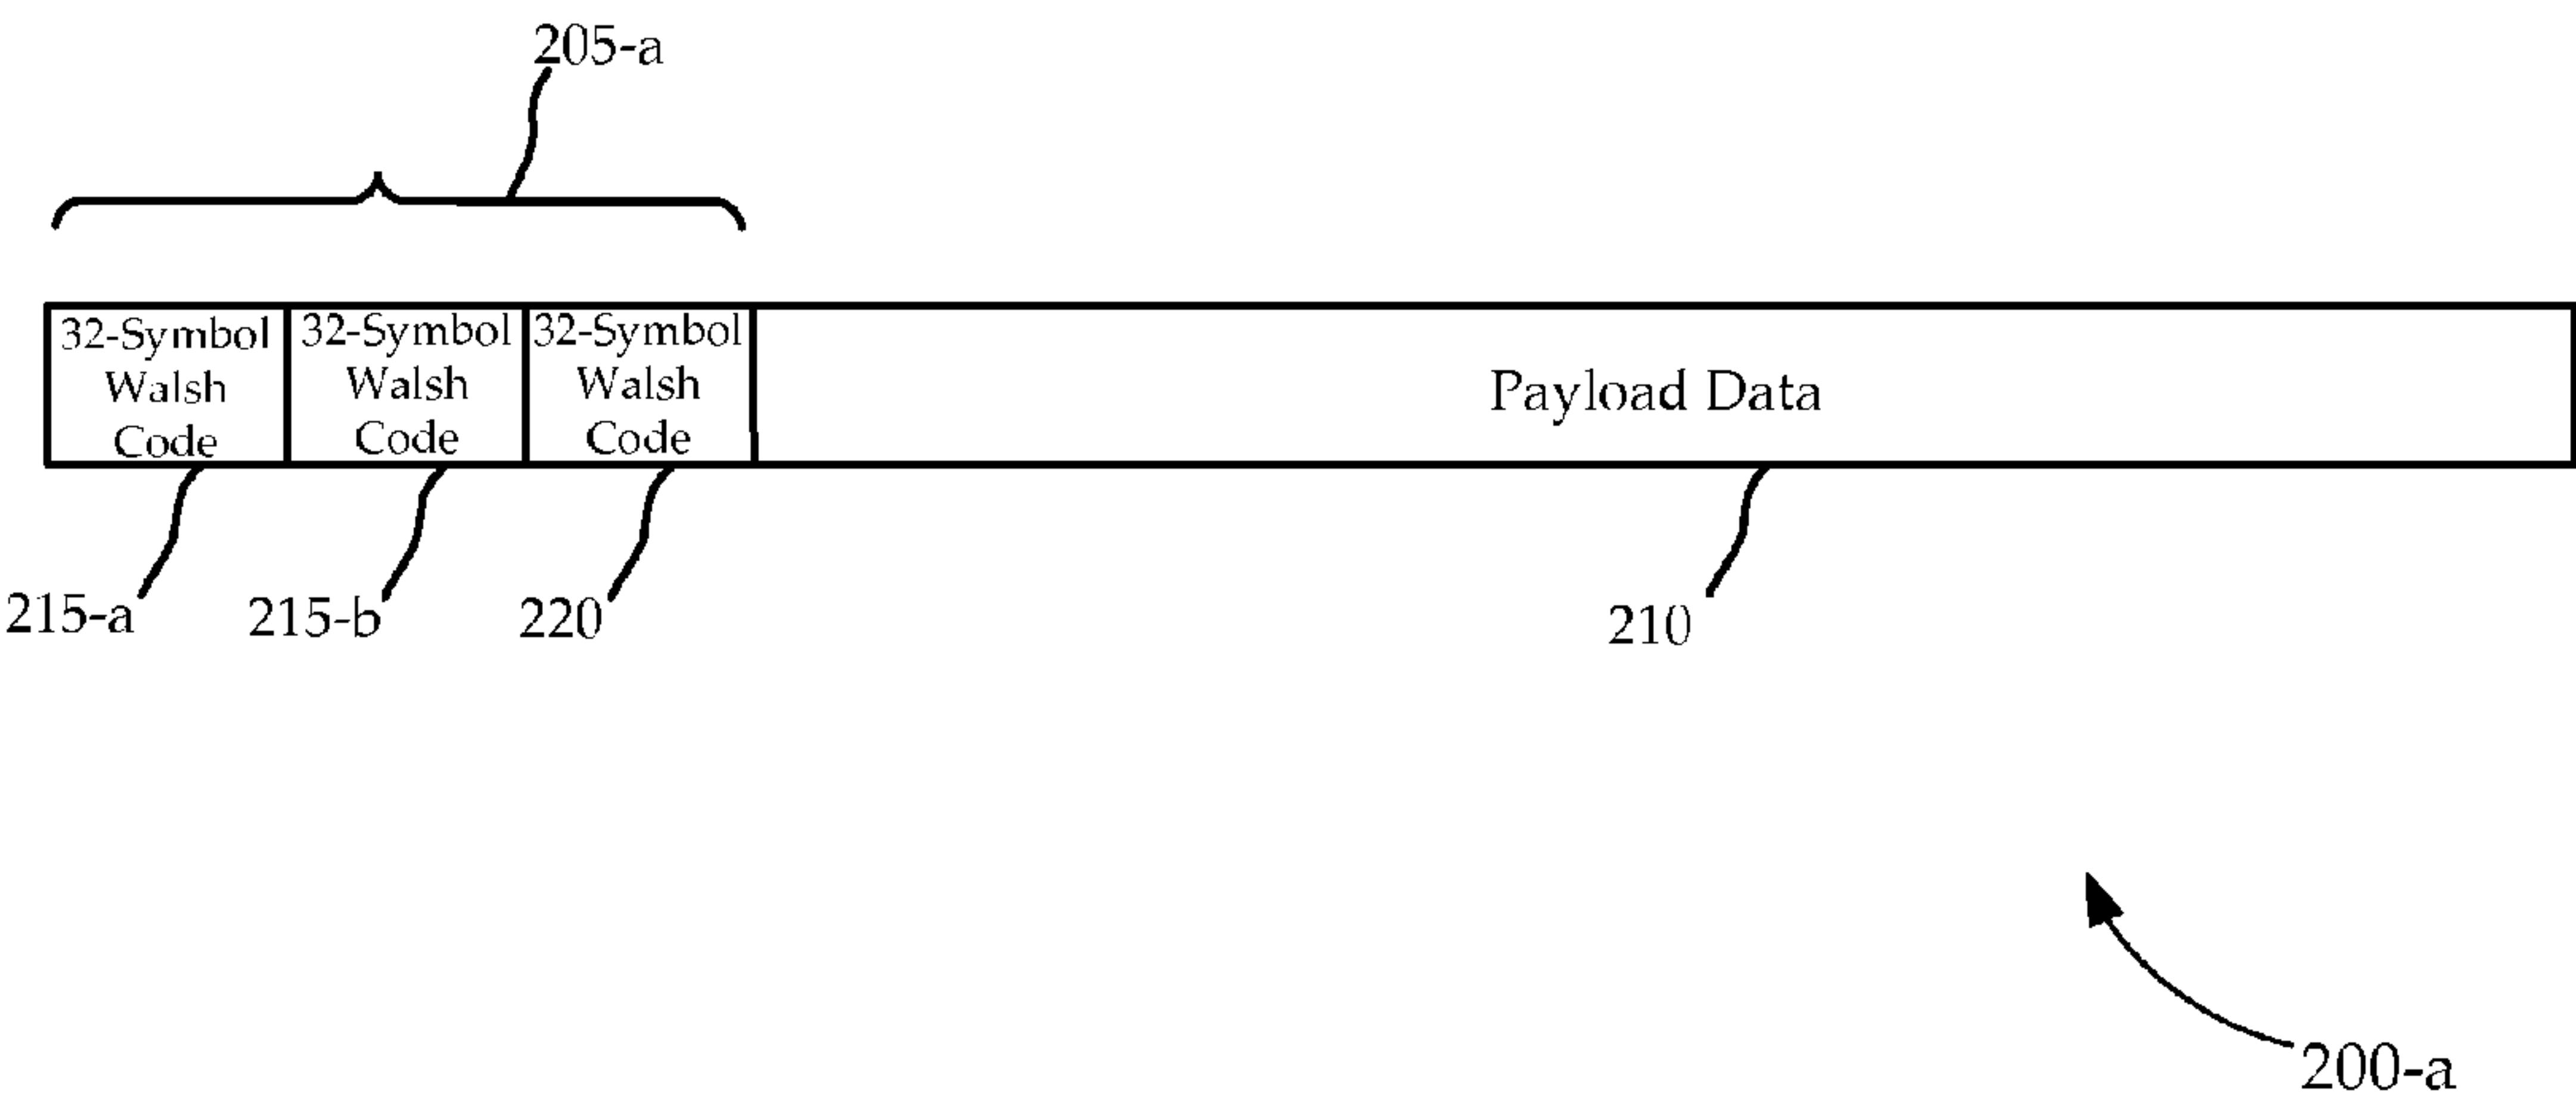 205-a
32-Symbol
Walsh
Code
32-Symbol
Walsh
Code
32-Symbol
Walsh
Code
Payload Data
215-a
215-b
220
210
200-a